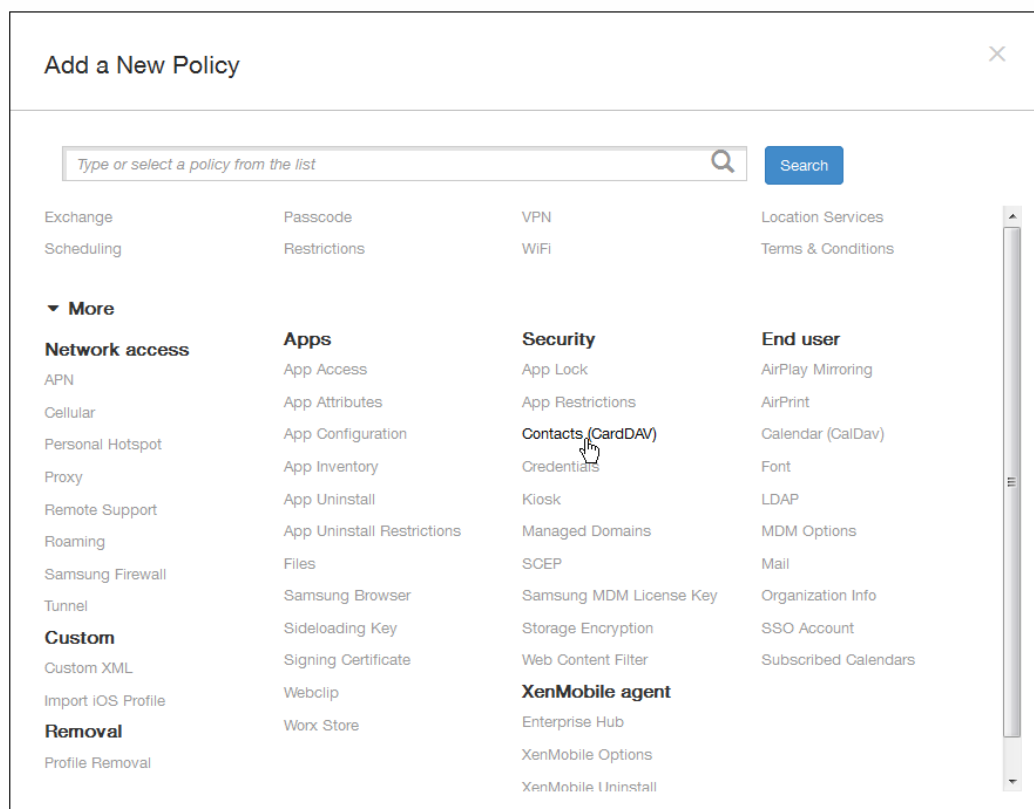 Add a New Policy
Type or select a policy from the list
Search
Exchange
Scheduling
Passcode
Restrictions
VPN
WiFi
Location Services
Terms & Conditions
More
Network access
APN
Cellular
Personal Hotspot
Proxy
Remote Support
Roaming
Samsung Firewall
Tunnel
Custom
Custom XML
Import iOS Profile
Removal
Profile Removal
Apps
App Access
App Attributes
App Configuration
App Inventory
App Uninstall
App Uninstall Restrictions
Files
Samsung Browser
Sideloading Key
Signing Certificate
Webclip
Worx Store
Security
App Lock
App Restrictions
Contacts (CardDAV)
Credentials
Kiosk
Managed Domains
SCEP
Samsung MDM License Key
Storage Encryption
Web Content Filter
XenMobile agent
Enterprise Hub
XenMobile Options
XenMobile Uninstall
End user
AirPlay Mirroring
AirPrint
Calendar (CalDav)
Font
LDAP
MDM Options
Mail
Organization Info
SSO Account
Subscribed Calendars